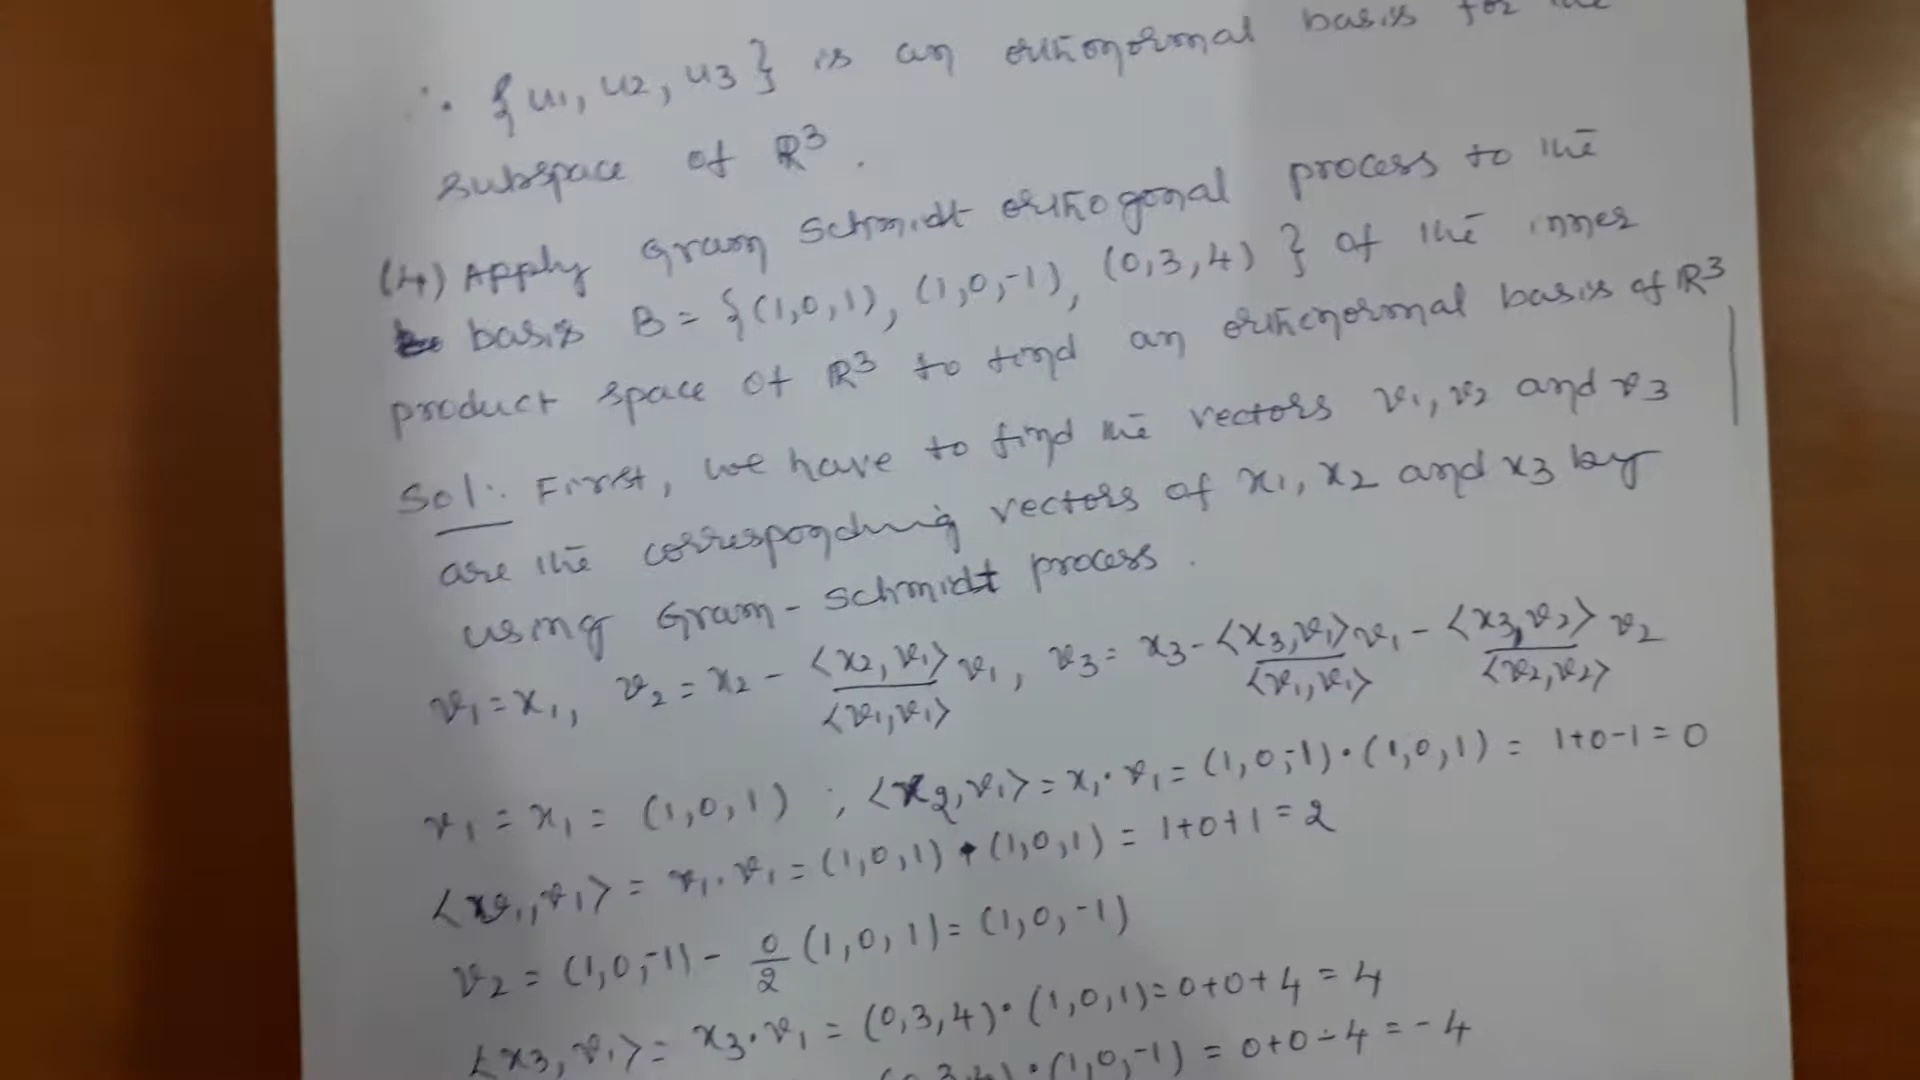 ∴ {u1, u2, u3} is an orthonormal basis for the
subspace of R³.
(4) Apply Gram Schmidt orthogonal process to the
basis B = {(1,0,1), (1,0,-1), (0,3,4)} of the inner
product space of R³ to find an orthonormal basis of R³
Sol: First, we have to find the vectors v1, v2 and v3
are the corresponding vectors of x1, x2 and x3 by
using Gram-Schmidt process.
v1 = x1, v2 = x2 - <x2,v1>/<v1,v1> v1, v3 = x3 - <x3,v1>/<v1,v1> v1 - <x3,v2>/<v2,v2> v2
v1 = x1 = (1,0,1) ; <x2,v1> = x1·v1 = (1,0,-1)·(1,0,1) = 1+0-1 = 0
<v1,v1> = v1·v1 = (1,0,1)·(1,0,1) = 1+0+1 = 2
v2 = (1,0,-1) - 0/2 (1,0,1) = (1,0,-1)
<x3,v1> = x3·v1 = (0,3,4)·(1,0,1) = 0+0+4 = 4
(0,3,4)·(1,0,-1) = 0+0-4 = -4